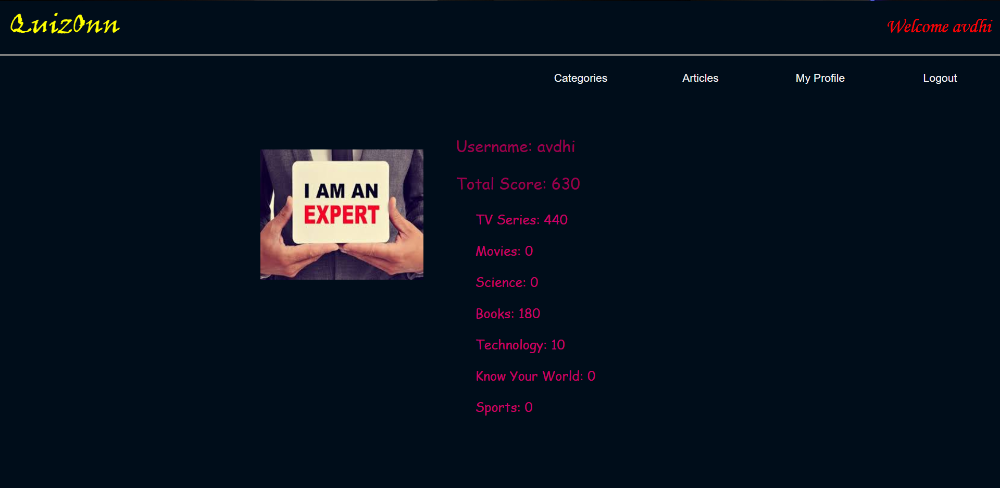 QuizOnn
Welcome avdhi
Categories Articles My Profile Logout
I AM AN
EXPERT
Username: avdhi
Total Score: 630
TV Series: 440
Movies: 0
Science: 0
Books: 180
Technology: 10
Know Your World: 0
Sports: 0